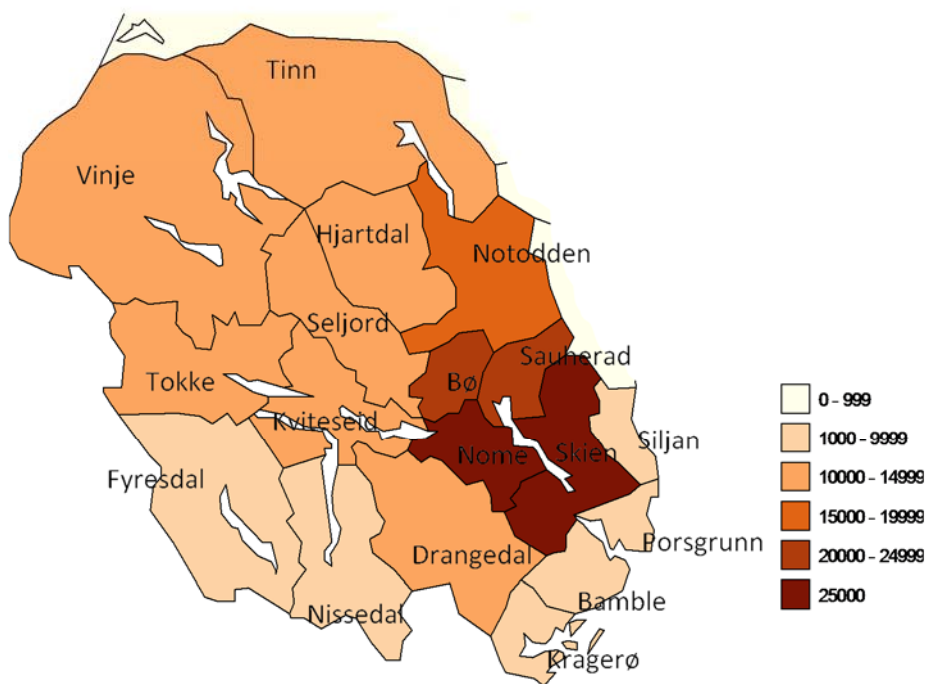 Tinn
Vinje
Hjartdal
Notodden
Seljord
Sauherad
Tokke
Bø
Kviteseid
Siljan
Nome
Skien
Fyresdal
Porsgrunn
Drangedal
Bamble
Nissedal
Kragerø
0 – 999
1000 – 9999
10000 – 14999
15000 – 19999
20000 – 24999
25000